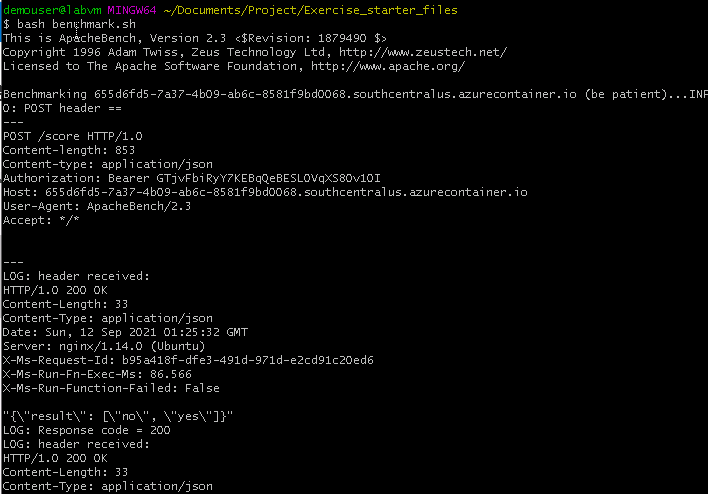 demouser@labvm MINGW64 ~/Documents/Project/Exercise_starter_files
$ bash benchmark.sh
This is ApacheBench, Version 2.3 <$Revision: 1879490 $>
Copyright 1996 Adam Twiss, Zeus Technology Ltd, http://www.zeustech.net/
Licensed to The Apache Software Foundation, http://www.apache.org/

Benchmarking 655d6fd5-7a37-4b09-ab6c-8581f9bd0068.southcentralus.azurecontainer.io (be patient)...INF
O: POST header ==
---
POST /score HTTP/1.0
Content-length: 853
Content-type: application/json
Authorization: Bearer GTjvFbiRyY7KEBqQeBESLOVqXS8Ov1OI
Host: 655d6fd5-7a37-4b09-ab6c-8581f9bd0068.southcentralus.azurecontainer.io
User-Agent: ApacheBench/2.3
Accept: */*


---
LOG: header received:
HTTP/1.0 200 OK
Content-Length: 33
Content-Type: application/json
Date: Sun, 12 Sep 2021 01:25:32 GMT
Server: nginx/1.14.0 (Ubuntu)
X-Ms-Request-Id: b95a418f-dfe3-491d-971d-e2cd91c20ed6
X-Ms-Run-Fn-Exec-Ms: 86.566
X-Ms-Run-Function-Failed: False

"{\"result\": [\"no\", \"yes\"]}"
LOG: Response code = 200
LOG: header received:
HTTP/1.0 200 OK
Content-Length: 33
Content-Type: application/json